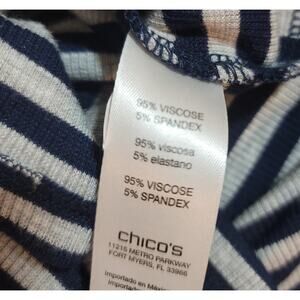 95% VISCOSE
5% SPANDEX
95% viscosa
5% elastano
95% VISCOSE
5% SPANDEX
chico's
11215 METRO PARKWAY
FORT MYERS, FL 33966
Importado en México